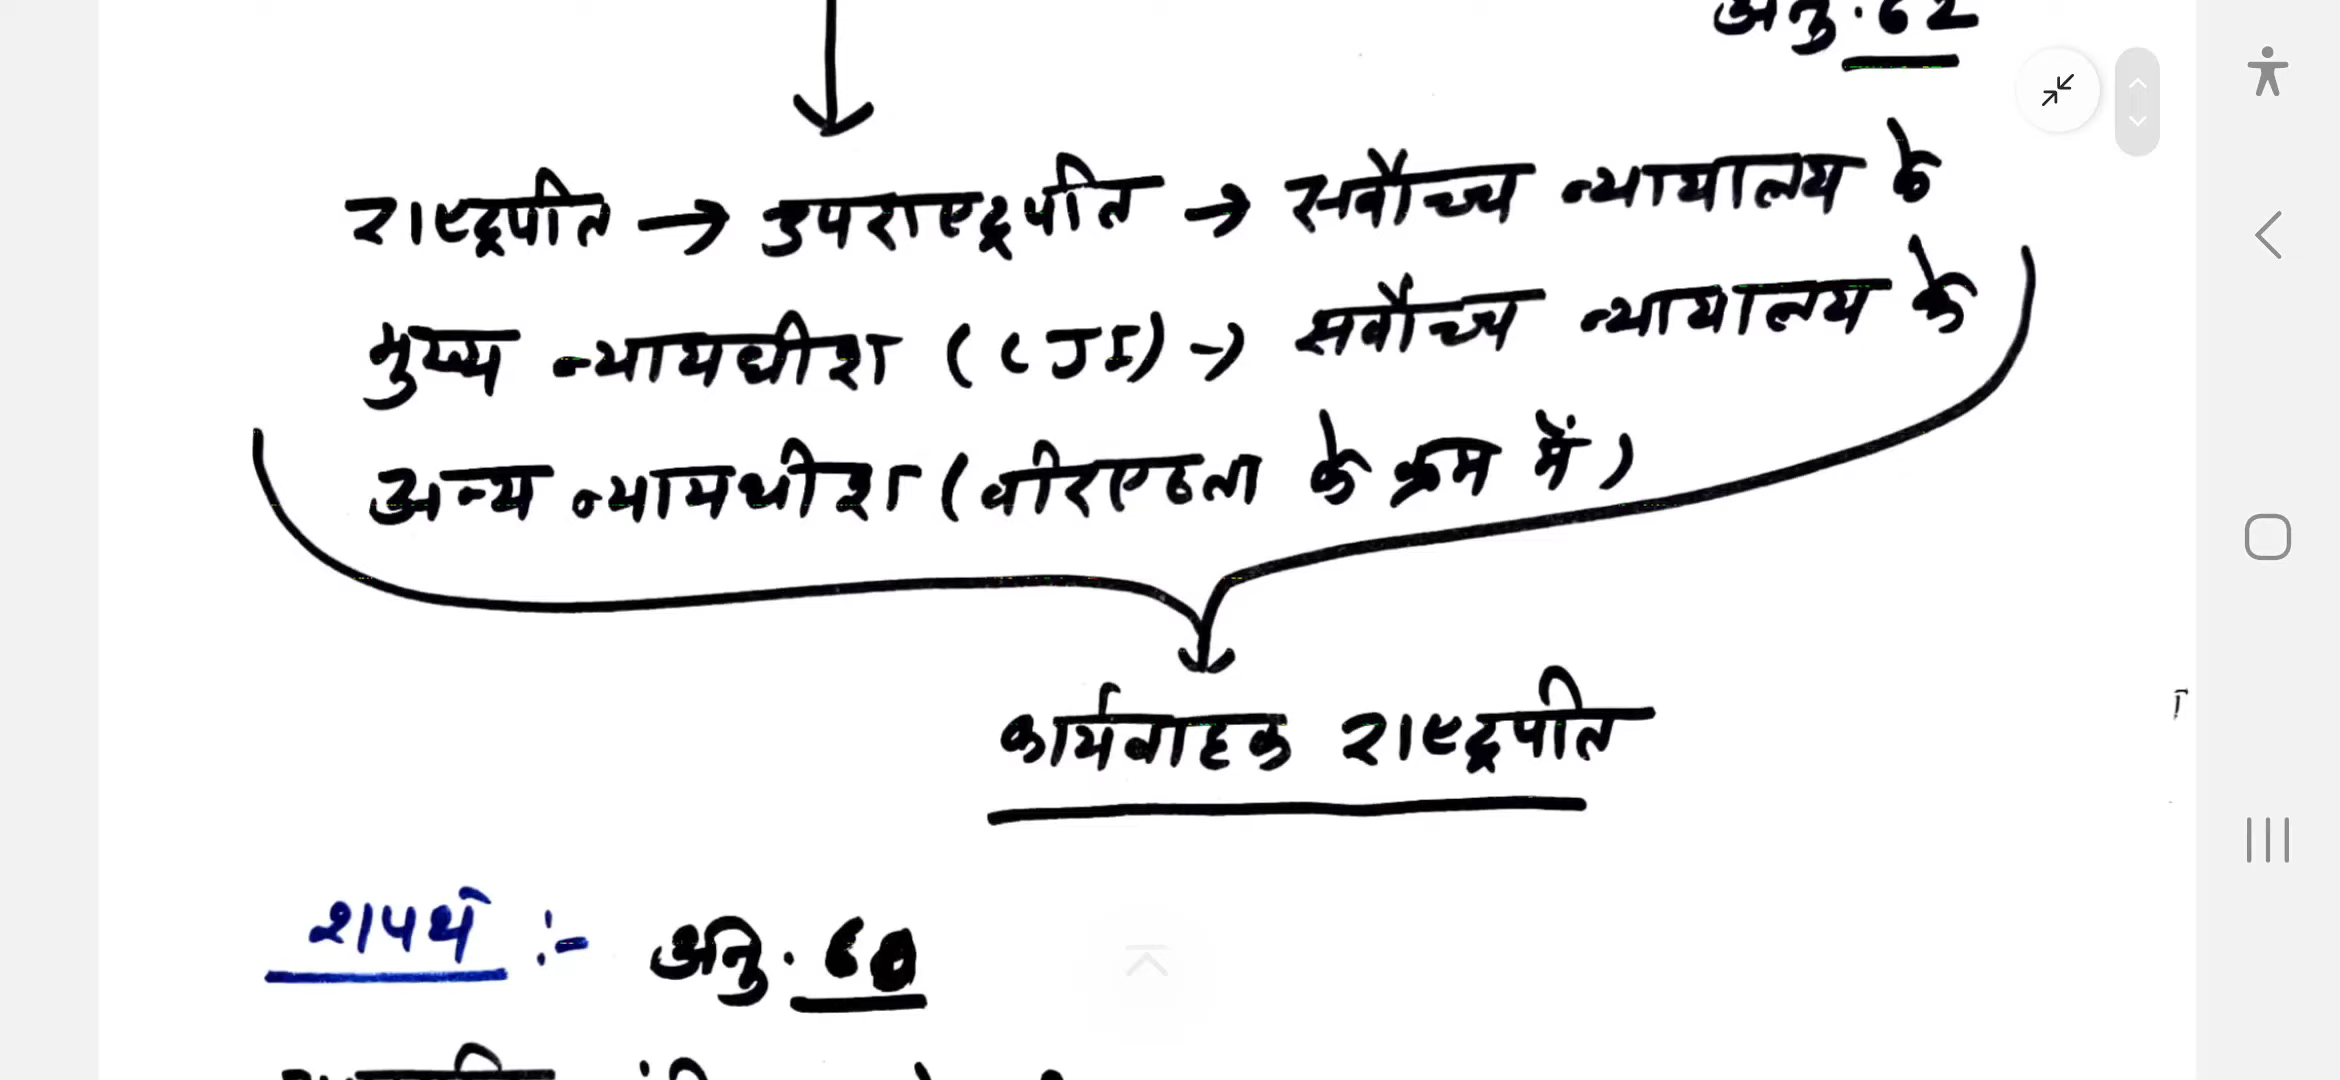 अनु. 62
राष्ट्रपति → उपराष्ट्रपति → सर्वोच्च न्यायालय के
मुख्य न्यायधीश (CJI) → सर्वोच्च न्यायालय के
अन्य न्यायधीश (वरिष्ठता के क्रम में)
कार्यवाहक राष्ट्रपति
शपथ :- अनु. 60